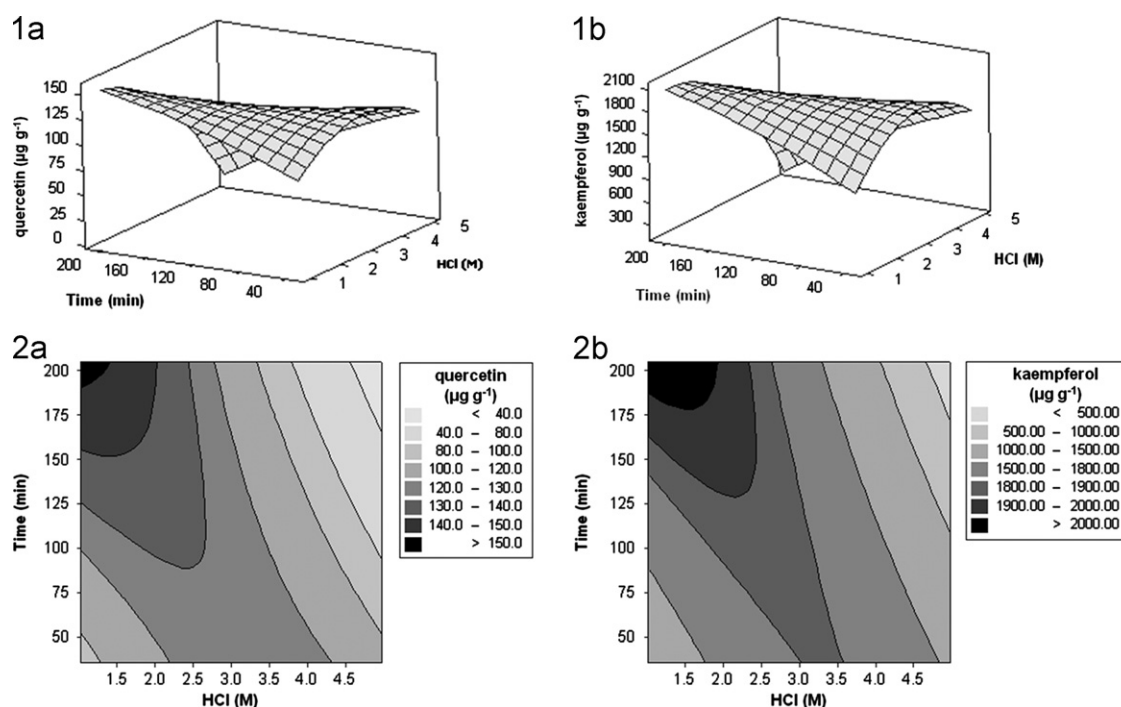 1a
quercetin (µg g⁻¹)
150
125
100
75
50
25
0
200
160
120
80
40
Time (min)
1
2
3
4
5
HCl (M)
1b
kaempferol (µg g⁻¹)
2100
1800
1500
1200
900
600
300
200
160
120
80
40
Time (min)
1
2
3
4
5
HCl (M)
2a
Time (min)
200
175
150
125
100
75
50
1.5 2.0 2.5 3.0 3.5 4.0 4.5
HCl (M)
quercetin
(µg g⁻¹)
< 40.0
40.0 – 80.0
80.0 – 100.0
100.0 – 120.0
120.0 – 130.0
130.0 – 140.0
140.0 – 150.0
> 150.0
2b
Time (min)
200
175
150
125
100
75
50
1.5 2.0 2.5 3.0 3.5 4.0 4.5
HCl (M)
kaempferol
(µg g⁻¹)
< 500.00
500.00 – 1000.00
1000.00 – 1500.00
1500.00 – 1800.00
1800.00 – 1900.00
1900.00 – 2000.00
> 2000.00